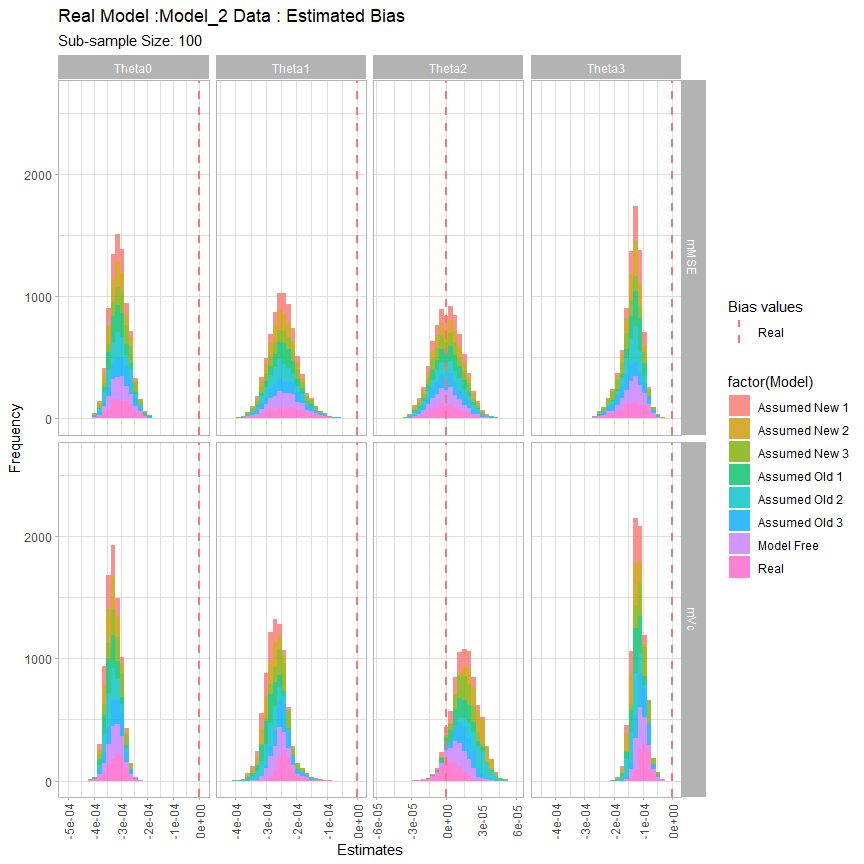 Real Model :Model_2 Data : Estimated Bias
Sub-sample Size: 100
Theta0 Theta1 Theta2 Theta3
2000
1000
0
mMSE
2000
1000
0
mVc
Frequency
-5e-04 -4e-04 -3e-04 -2e-04 -1e-04 0e+00
-4e-04 -3e-04 -2e-04 -1e-04 0e+00
-6e-05 -3e-05 0e+00 3e-05 6e-05
-4e-04 -3e-04 -2e-04 -1e-04 0e+00
Estimates
Bias values
Real
factor(Model)
Assumed New 1
Assumed New 2
Assumed New 3
Assumed Old 1
Assumed Old 2
Assumed Old 3
Model Free
Real